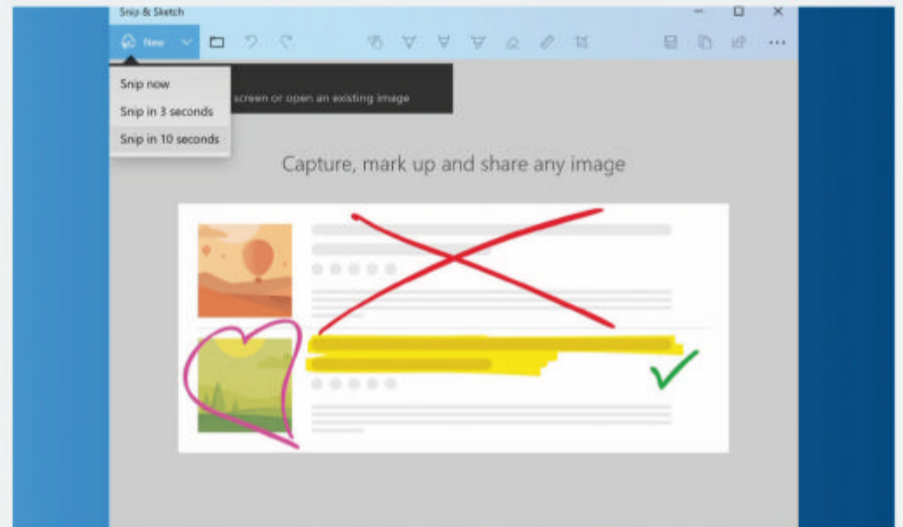 Snip & Sketch
New
Snip now
screen or open an existing image
Snip in 3 seconds
Snip in 10 seconds
Capture, mark up and share any image